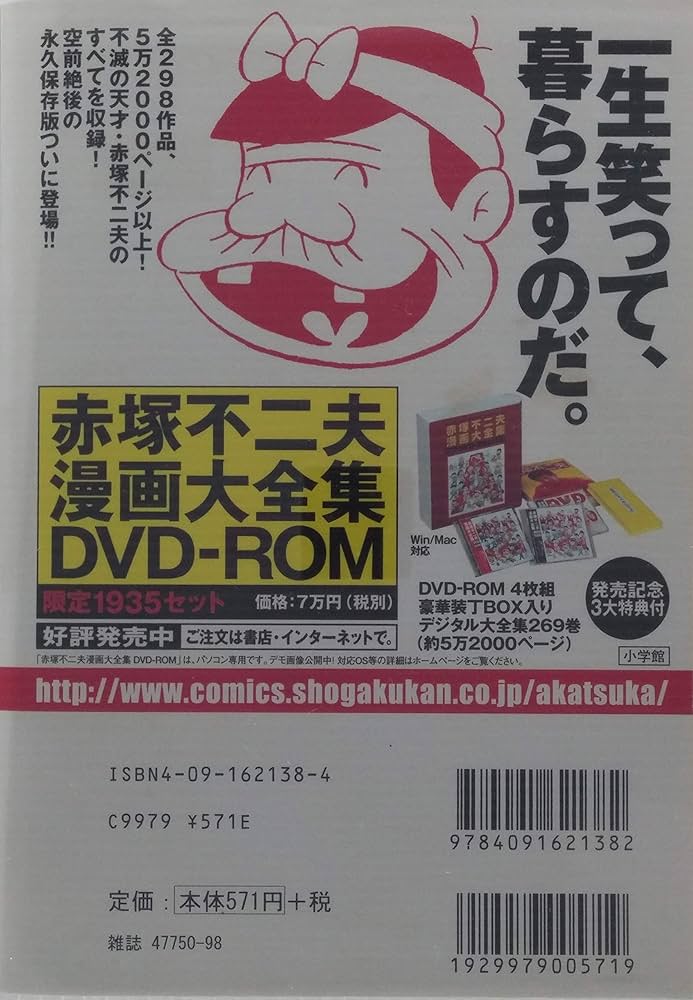 一生笑って、
暮らすのだ。
全298作品、
5万2000ページ以上!
不滅の天才・赤塚不二夫の
すべてを収録!
空前絶後の
永久保存版ついに登場!!
赤塚不二夫
漫画大全集
DVD-ROM
限定1935セット 価格:7万円(税別)
好評発売中 ご注文は書店・インターネットで。
赤塚不二夫
漫画大全集
Win/Mac
対応
DVD-ROM 4枚組
豪華装丁BOX入り
デジタル大全集269巻
(約5万2000ページ)
発売記念
3大特典付
小学館
「赤塚不二夫漫画大全集 DVD-ROM」は、パソコン専用です。デモ画像公開中! 対応OS等の詳細はホームページをご覧ください。
http://www.comics.shogakukan.co.jp/akatsuka/
ISBN4-09-162138-4
C9979 ¥571E
9784091621382
定価:本体571円+税
雑誌 47750-98
1929979005719